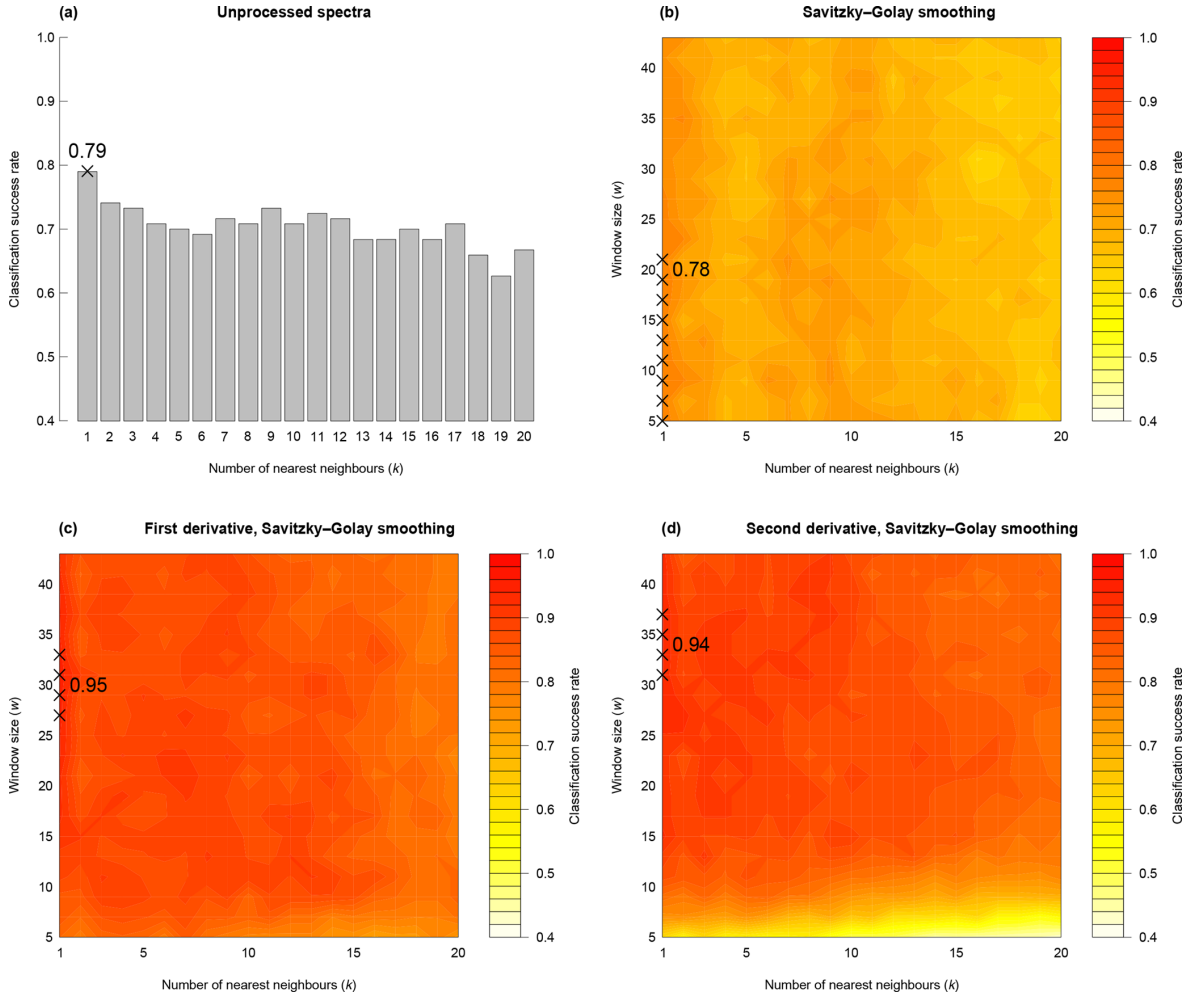 (a) Unprocessed spectra
1.0
0.9
0.8
0.7
0.6
0.5
0.4
Classification success rate
0.79
1 2 3 4 5 6 7 8 9 10 11 12 13 14 15 16 17 18 19 20
Number of nearest neighbours (k)
(b) Savitzky–Golay smoothing
40
35
30
25
20
15
10
5
Window size (w)
0.78
1 5 10 15 20
Number of nearest neighbours (k)
1.0
0.9
0.8
0.7
0.6
0.5
0.4
Classification success rate
(c) First derivative, Savitzky–Golay smoothing
40
35
30
25
20
15
10
5
Window size (w)
0.95
1 5 10 15 20
Number of nearest neighbours (k)
1.0
0.9
0.8
0.7
0.6
0.5
0.4
Classification success rate
(d) Second derivative, Savitzky–Golay smoothing
40
35
30
25
20
15
10
5
Window size (w)
0.94
1 5 10 15 20
Number of nearest neighbours (k)
1.0
0.9
0.8
0.7
0.6
0.5
0.4
Classification success rate